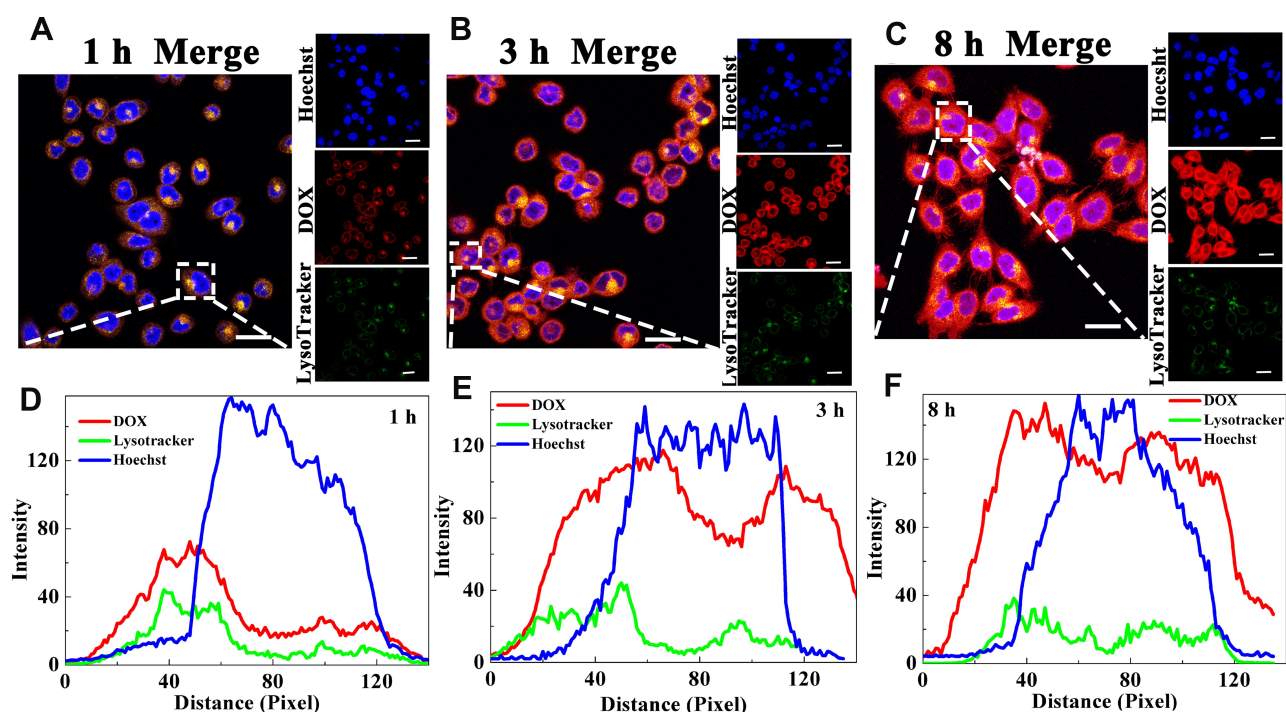 A
1 h Merge
Hoechst
DOX
LysoTracker
B
3 h Merge
Hoechst
DOX
LysoTracker
C
8 h Merge
Hoecsht
DOX
LysoTracker
D
1 h
DOX
Lysotracker
Hoechst
Intensity
120
80
40
0
0 40 80 120
Distance (Pixel)
E
3 h
DOX
Lysotracker
Hoechst
Intensity
120
80
40
0
0 40 80 120
Distance (Pixel)
F
8 h
DOX
Lysotracker
Hoechst
Intensity
120
80
40
0
0 40 80 120
Distance (Pixel)